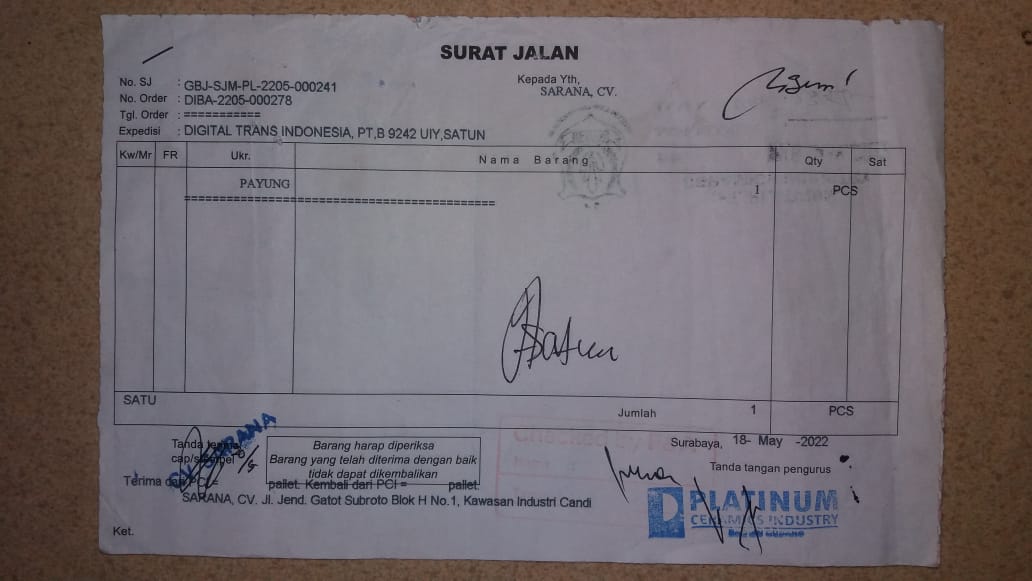 SURAT JALAN
No. SJ : GBJ-SJM-PL-2205-000241
No. Order : DIBA-2205-000278
Tgl. Order : ===========
Expedisi : DIGITAL TRANS INDONESIA, PT,B 9242 UIY,SATUN
Kepada Yth,
SARANA, CV.
Kw/Mr FR Ukr. Nama Barang Qty Sat
PAYUNG 1 PCS
=============================================
Satun
SATU Jumlah 1 PCS
Tanda terima
cap/stempel
CV. SARANA
Barang harap diperiksa
Barang yang telah diterima dengan baik
tidak dapat dikembalikan
Terima dari PCI = pallet. Kembali dari PCI = pallet.
SARANA, CV. Jl. Jend. Gatot Subroto Blok H No.1, Kawasan Industri Candi
Checked
Surabaya, 18- May -2022
Tanda tangan pengurus
PLATINUM
CERAMICS INDUSTRY
Ket.